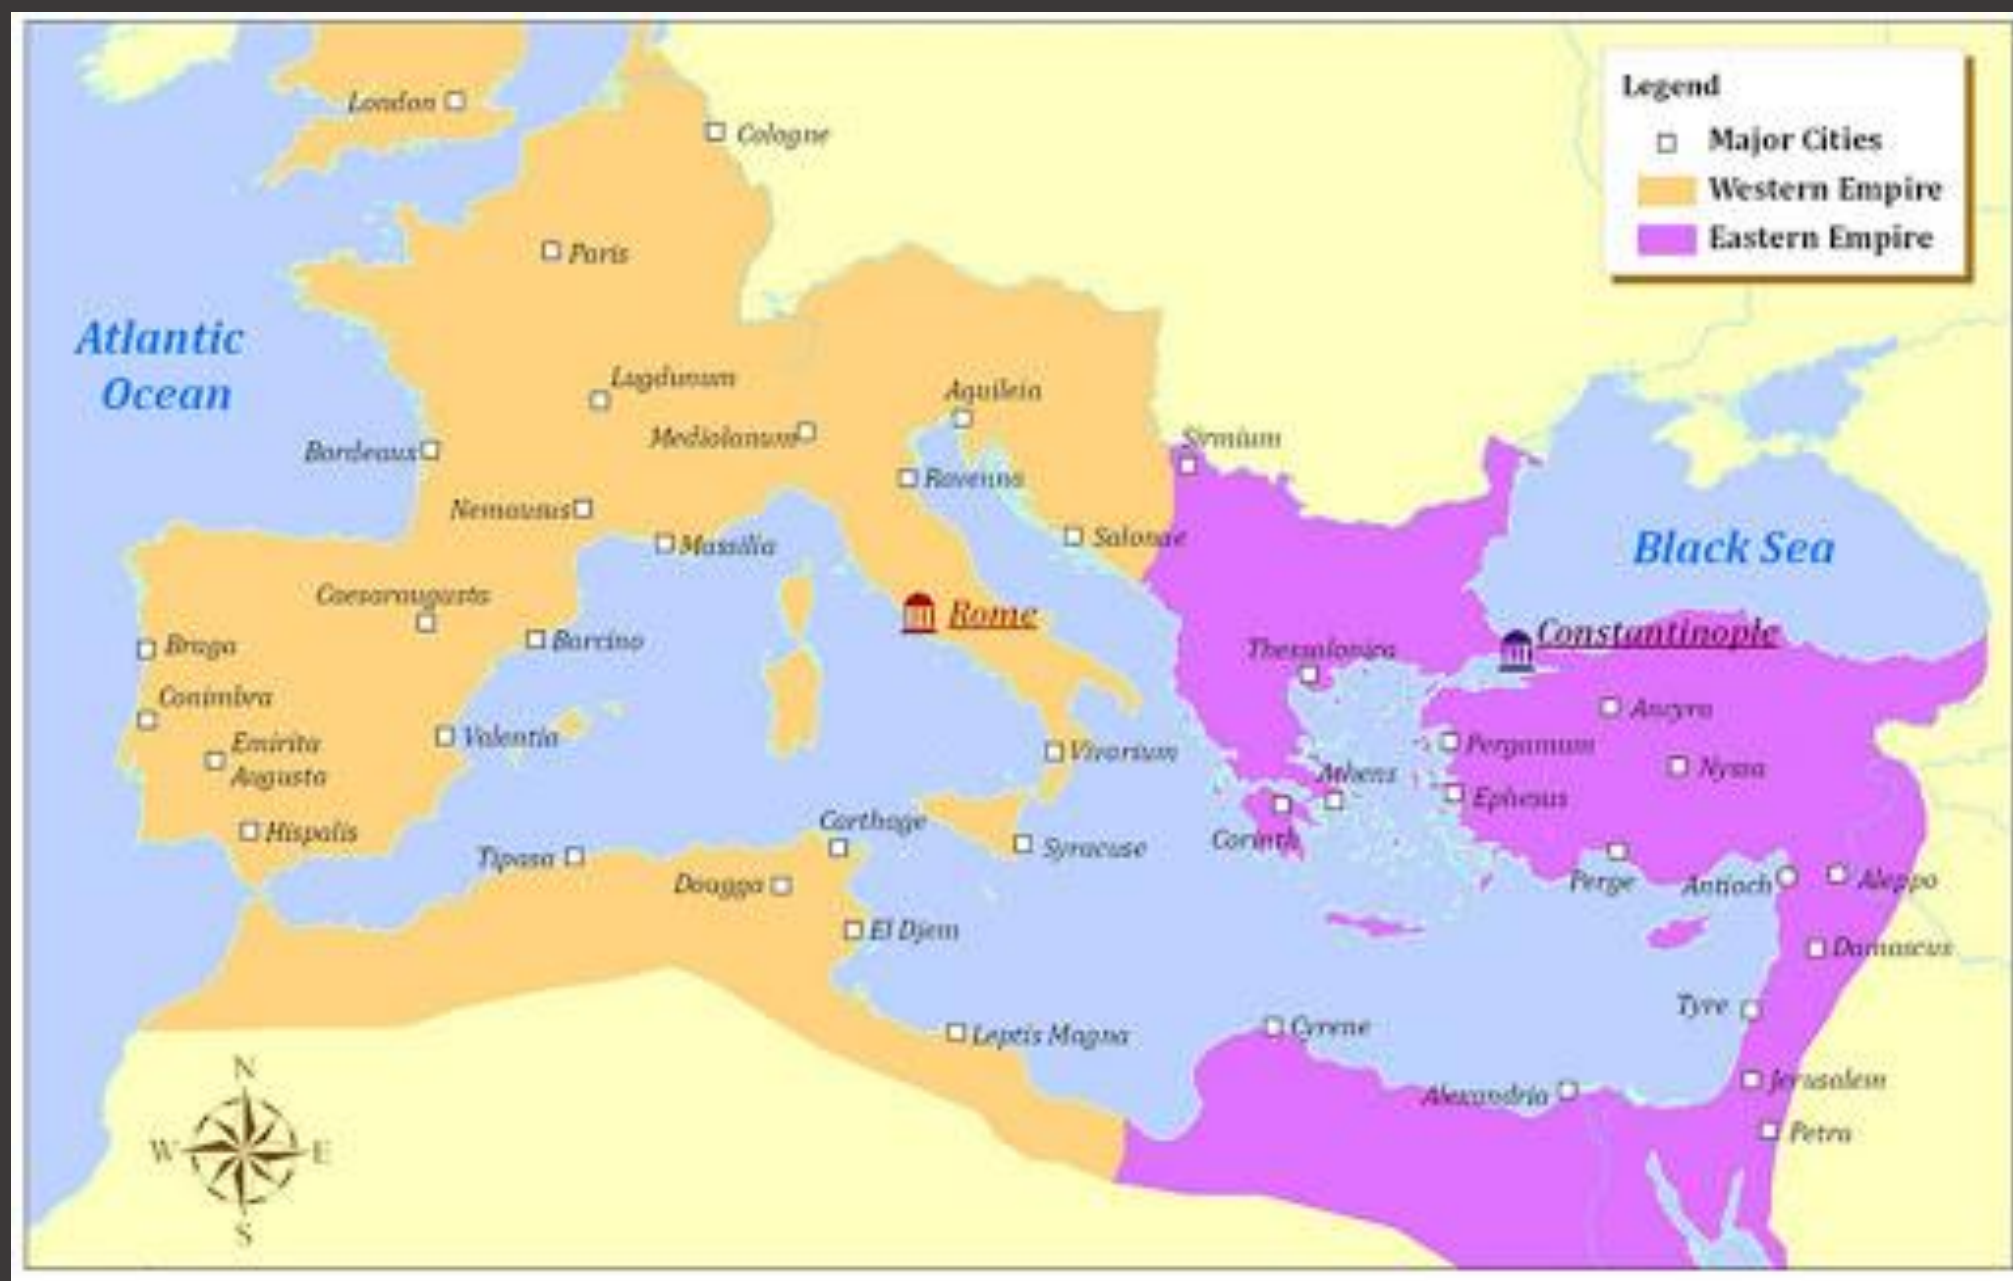 Legend
Major Cities
Western Empire
Eastern Empire
London
Cologne
Paris
Atlantic
Ocean
Lugdunum
Aquileia
Mediolanum
Bordeaux
Sirmium
Ravenna
Nemausus
Salonae
Massilia
Black Sea
Caesaraugusta
Rome
Constantinople
Braga
Barcino
Thessalonica
Conimbra
Ancyra
Valentia
Emirita
Augusta
Pergamum
Vivarium
Nyssa
Athens
Ephesus
Hispalis
Carthage
Corinth
Syracuse
Tipasa
Dougga
Perge
Antioch
Aleppo
El Djem
Damascus
Tyre
Leptis Magna
Cyrene
Jerusalem
Alexandria
Petra
N
W E
S